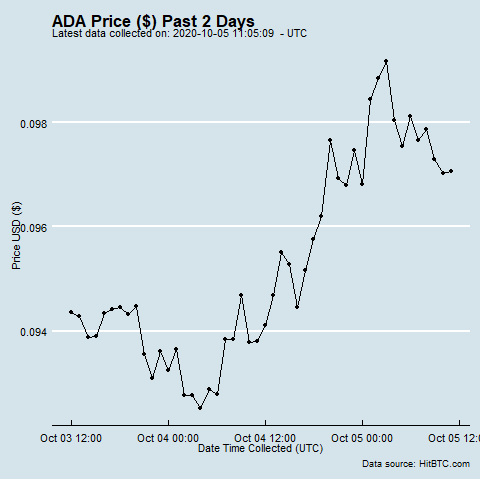 ADA Price ($) Past 2 Days
Latest data collected on: 2020-10-05 11:05:09 - UTC
0.098
0.096
0.094
Price USD ($)
Oct 03 12:00 Oct 04 00:00 Oct 04 12:00 Oct 05 00:00 Oct 05 12:
Date Time Collected (UTC)
Data source: HitBTC.com